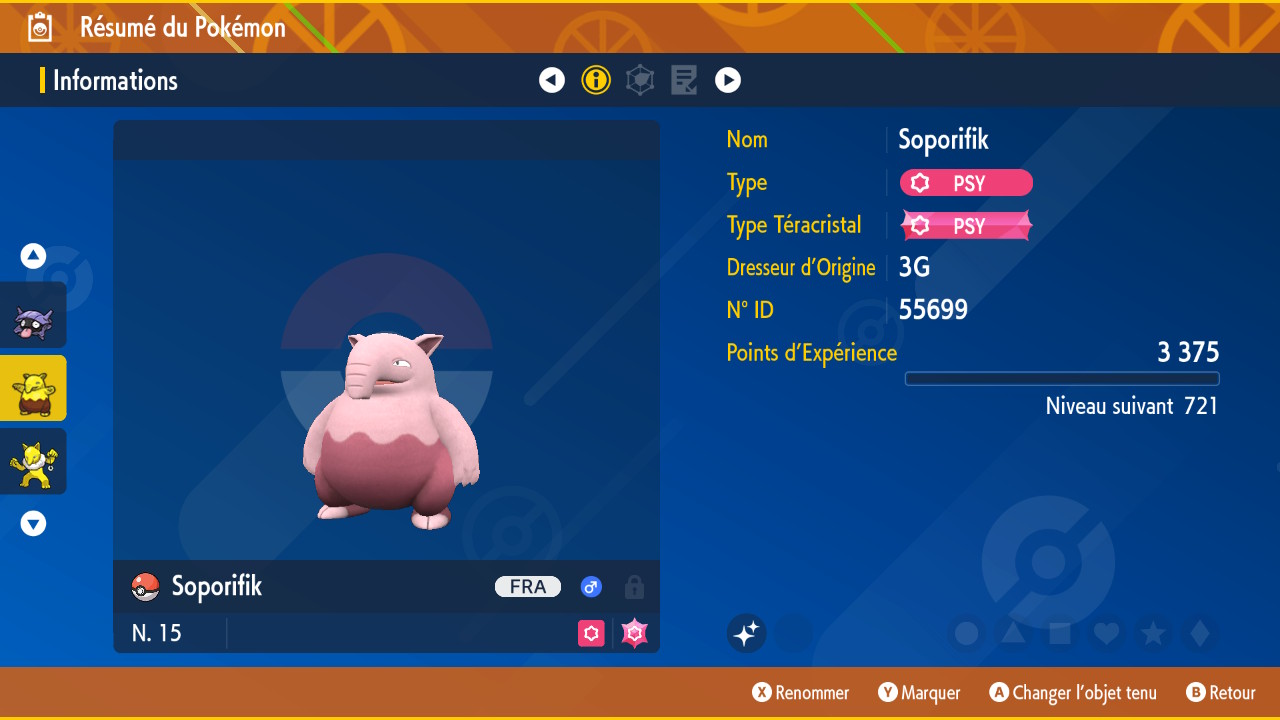 Résumé du Pokémon
Informations
Nom Soporifik
Type PSY
Type Téracristal PSY
Dresseur d'Origine 3G
N° ID 55699
Points d'Expérience 3 375
Niveau suivant 721
Soporifik FRA
N. 15
X Renommer Y Marquer A Changer l'objet tenu B Retour